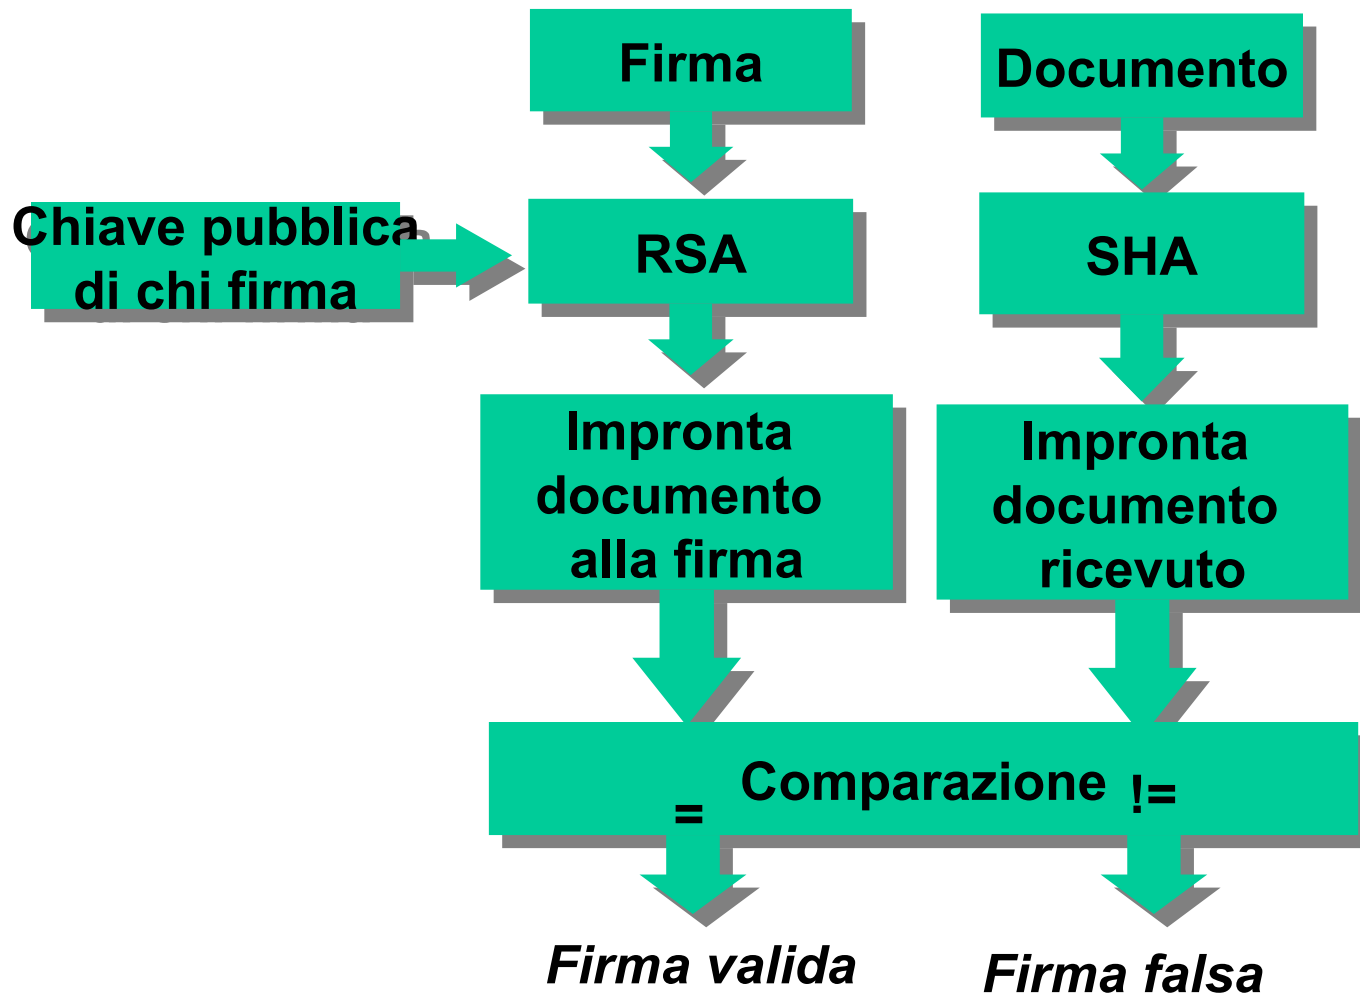 Firma
Documento
Chiave pubblica
di chi firma
RSA
SHA
Impronta
documento
alla firma
Impronta
documento
ricevuto
Comparazione
=
!=
Firma valida
Firma falsa